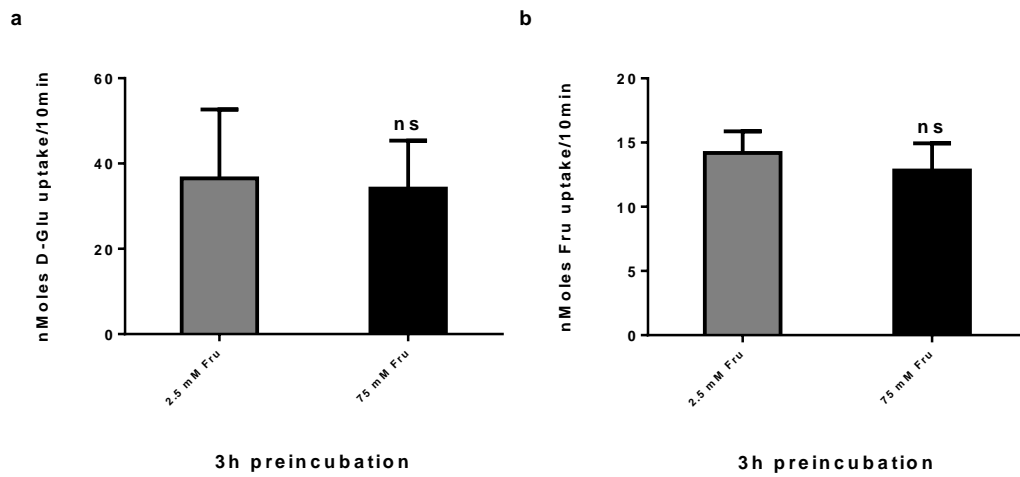 a
nMoles D-Glu uptake/10min
60
40
20
0
ns
2.5 mM Fru
75 mM Fru
3h preincubation
b
nMoles Fru uptake/10min
20
15
10
5
0
ns
2.5 mM Fru
75 mM Fru
3h preincubation